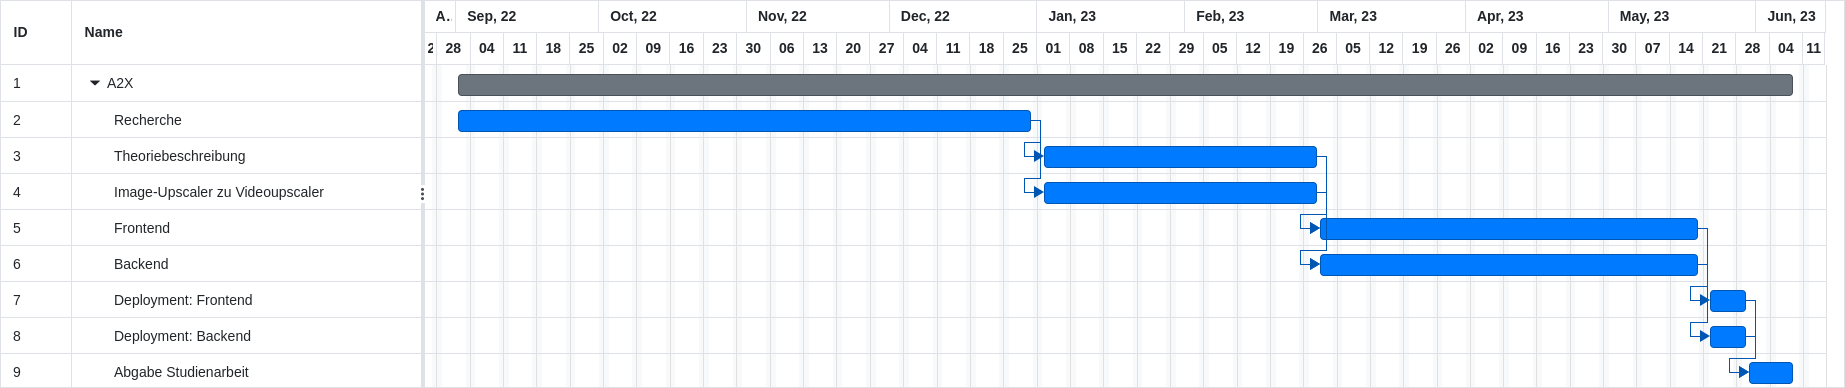 ID Name A. Sep, 22 Oct, 22 Nov, 22 Dec, 22 Jan, 23 Feb, 23 Mar, 23 Apr, 23 May, 23 Jun, 23
2 28 04 11 18 25 02 09 16 23 30 06 13 20 27 04 11 18 25 01 08 15 22 29 05 12 19 26 05 12 19 26 02 09 16 23 30 07 14 21 28 04 11
1 A2X
2 Recherche
3 Theoriebeschreibung
4 Image-Upscaler zu Videoupscaler
5 Frontend
6 Backend
7 Deployment: Frontend
8 Deployment: Backend
9 Abgabe Studienarbeit